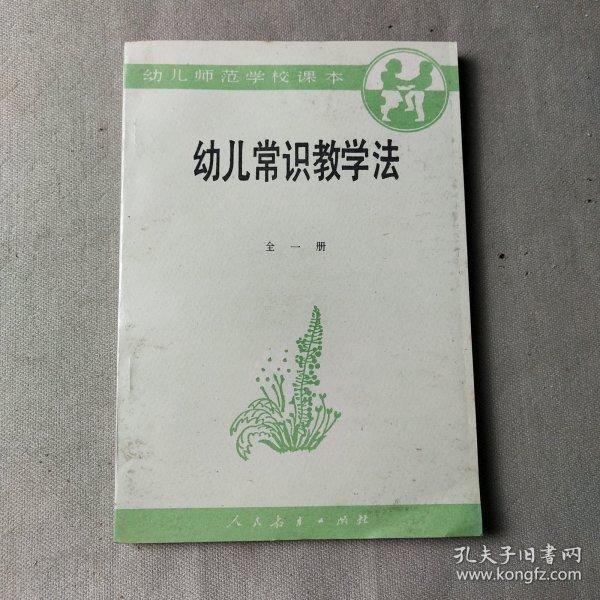 幼儿师范学校课本
幼儿常识教学法
全一册
人民教育出版社
孔夫子旧书网
www.kongfz.com